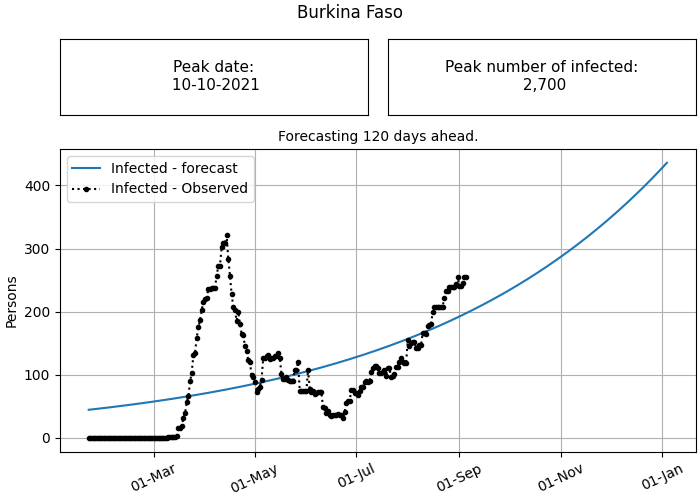 Burkina Faso
Peak date:
10-10-2021
Peak number of infected:
2,700
Forecasting 120 days ahead.
Infected - forecast
Infected - Observed
Persons
400
300
200
100
0
01-Mar
01-May
01-Jul
01-Sep
01-Nov
01-Jan